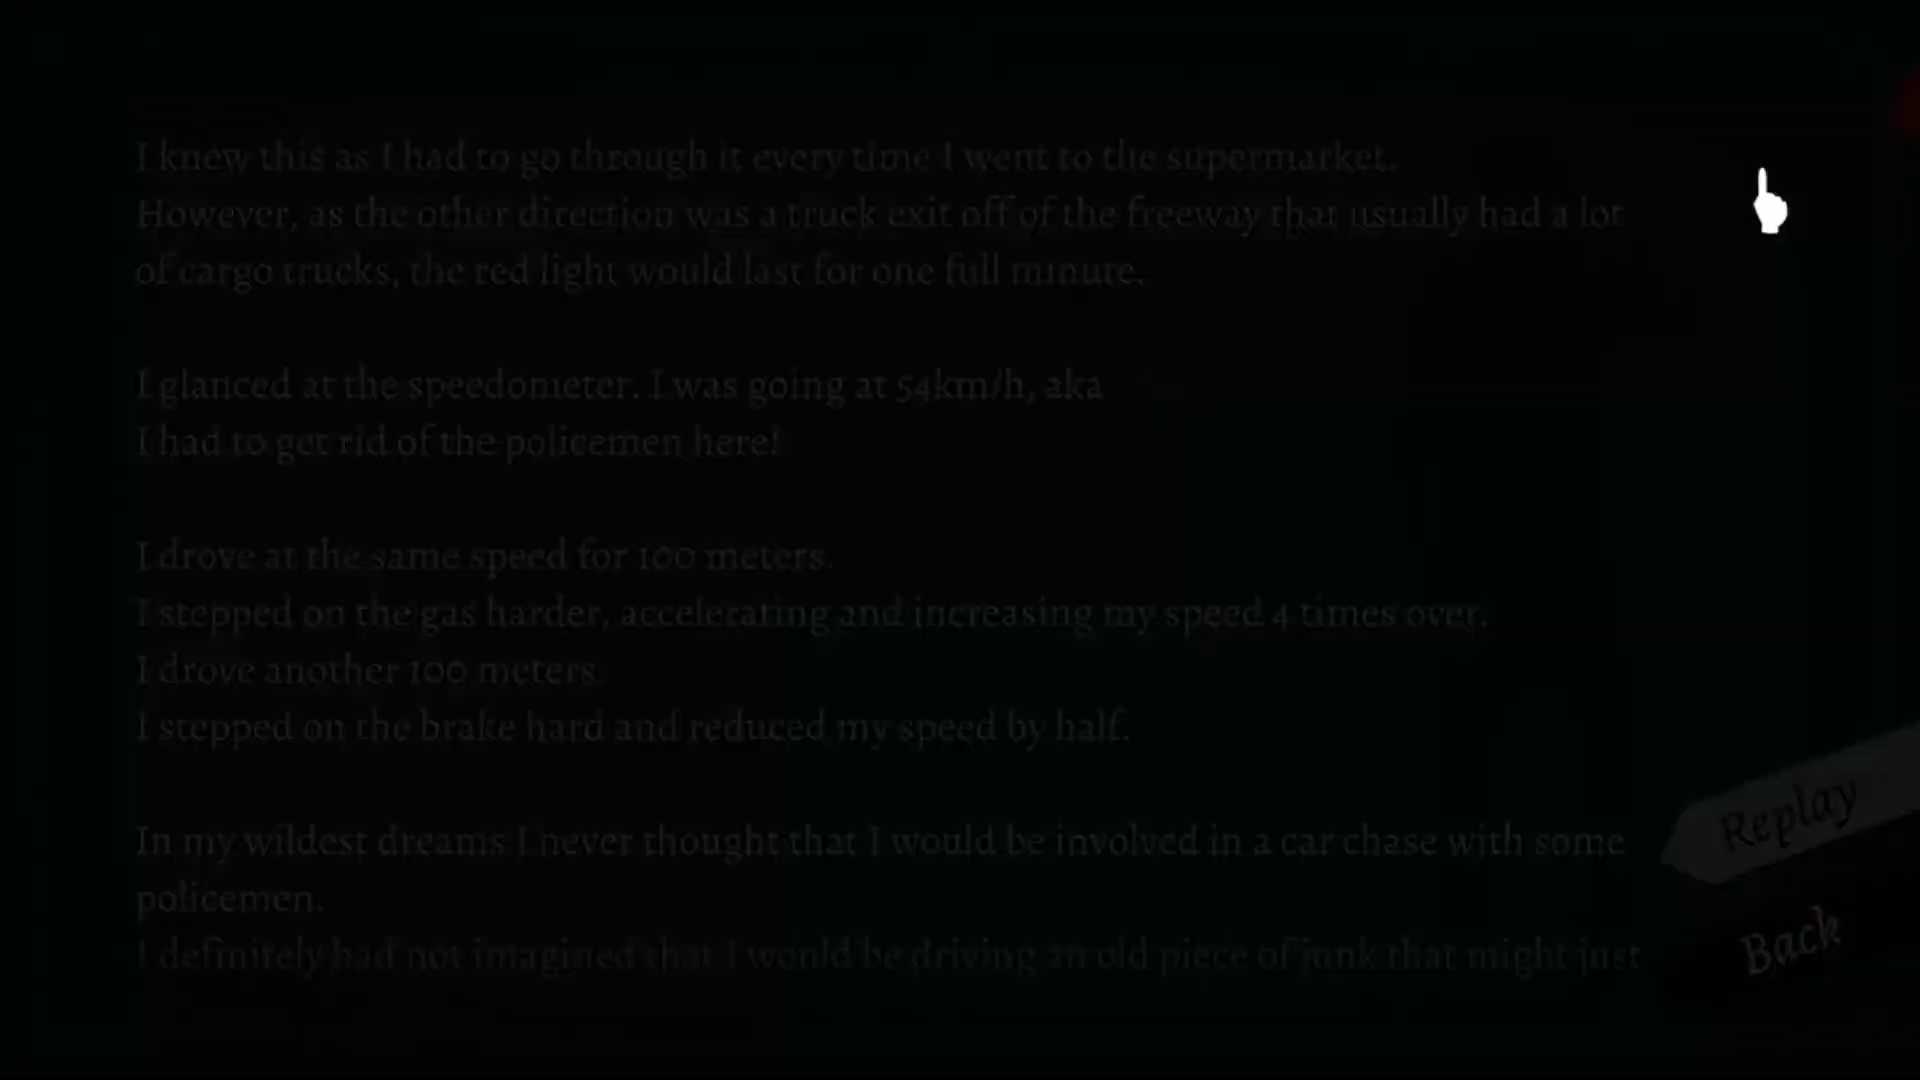 I knew this as I had to go through it every time I went to the supermarket.
However, as the other direction was a truck exit off of the freeway that usually had a lot
of cargo trucks, the red light would last for one full minute.
I glanced at the speedometer. I was going at 54km/h, aka
I had to get rid of the policemen here!
I drove at the same speed for 100 meters.
I stepped on the gas harder, accelerating and increasing my speed 4 times over.
I drove another 100 meters.
I stepped on the brake hard and reduced my speed by half.
In my wildest dreams I never thought that I would be involved in a car chase with some
policemen.
I definitely had not imagined that I would be driving an old piece of junk that might just
Replay
Back